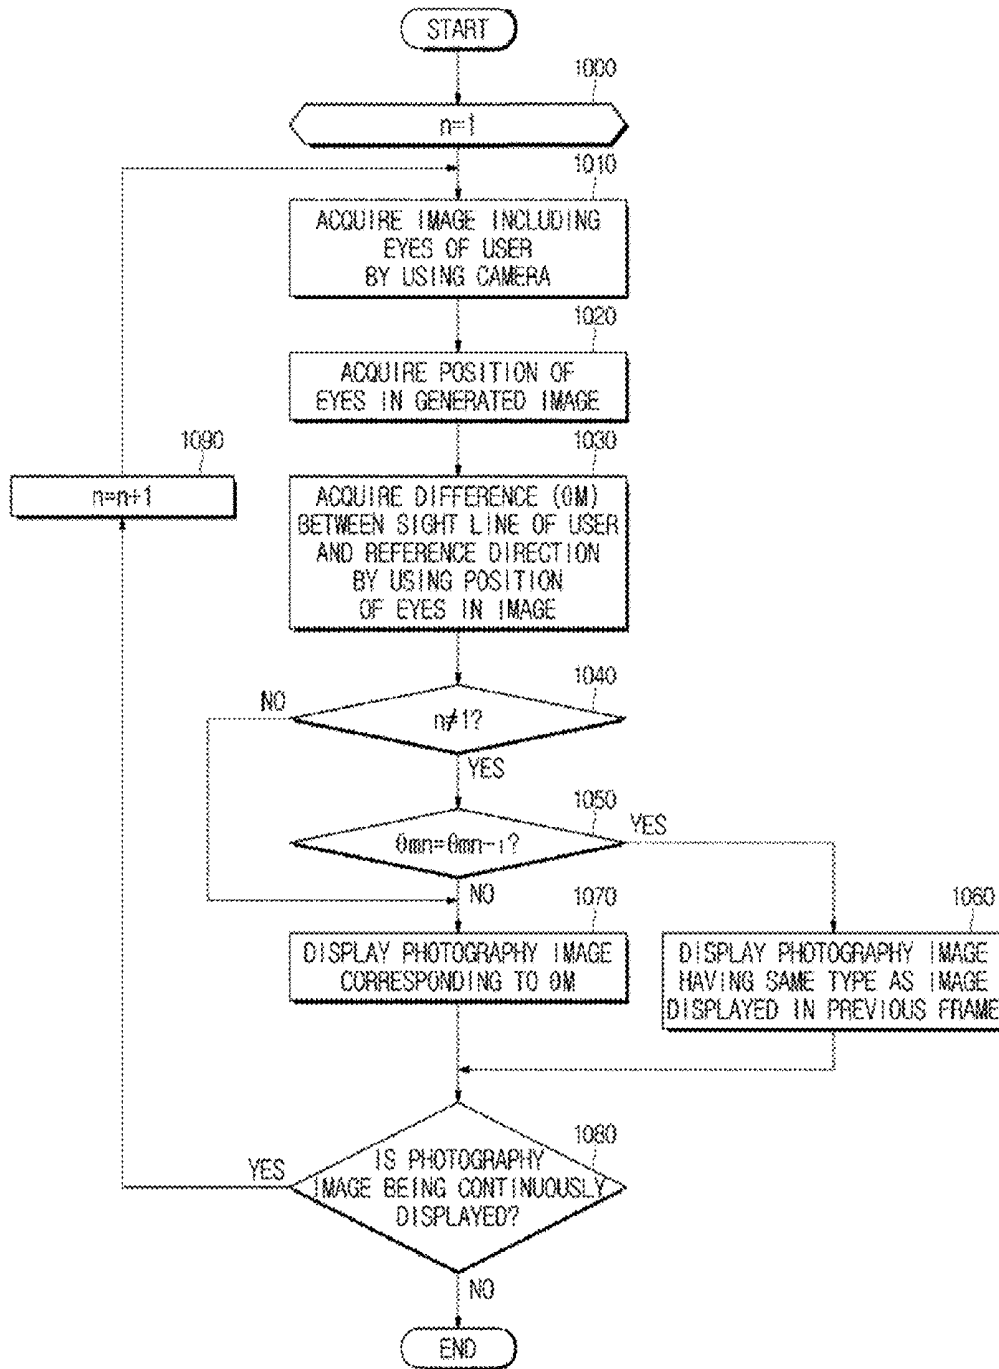 START
1000
n=1
1010
ACQUIRE IMAGE INCLUDING
EYES OF USER
BY USING CAMERA
1020
ACQUIRE POSITION OF
EYES IN GENERATED IMAGE
1090
n=n+1
1030
ACQUIRE DIFFERENCE (θM)
BETWEEN SIGHT LINE OF USER
AND REFERENCE DIRECTION
BY USING POSITION
OF EYES IN IMAGE
1040
NO
n≠1?
YES
1050
θmn=θmn-1?
YES
NO
1070
DISPLAY PHOTOGRAPHY IMAGE
CORRESPONDING TO θM
1060
DISPLAY PHOTOGRAPHY IMAGE
HAVING SAME TYPE AS IMAGE
DISPLAYED IN PREVIOUS FRAME
1080
YES
IS PHOTOGRAPHY
IMAGE BEING CONTINUOUSLY
DISPLAYED?
NO
END